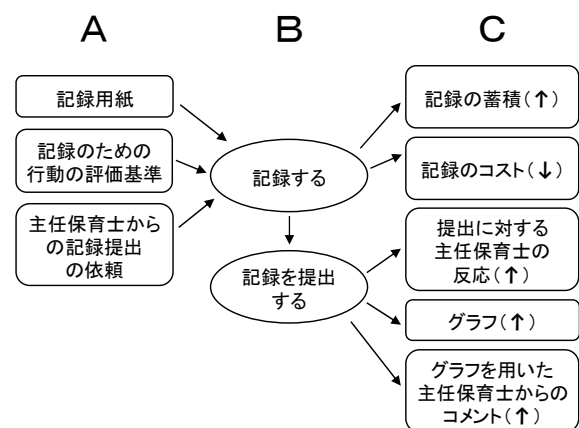 A
B
C
記録用紙
記録のための
行動の評価基準
主任保育士から
の記録提出
の依頼
記録する
記録を提出
する
記録の蓄積(↑)
記録のコスト(↓)
提出に対する
主任保育士の
反応(↑)
グラフ(↑)
グラフを用いた
主任保育士からの
コメント(↑)